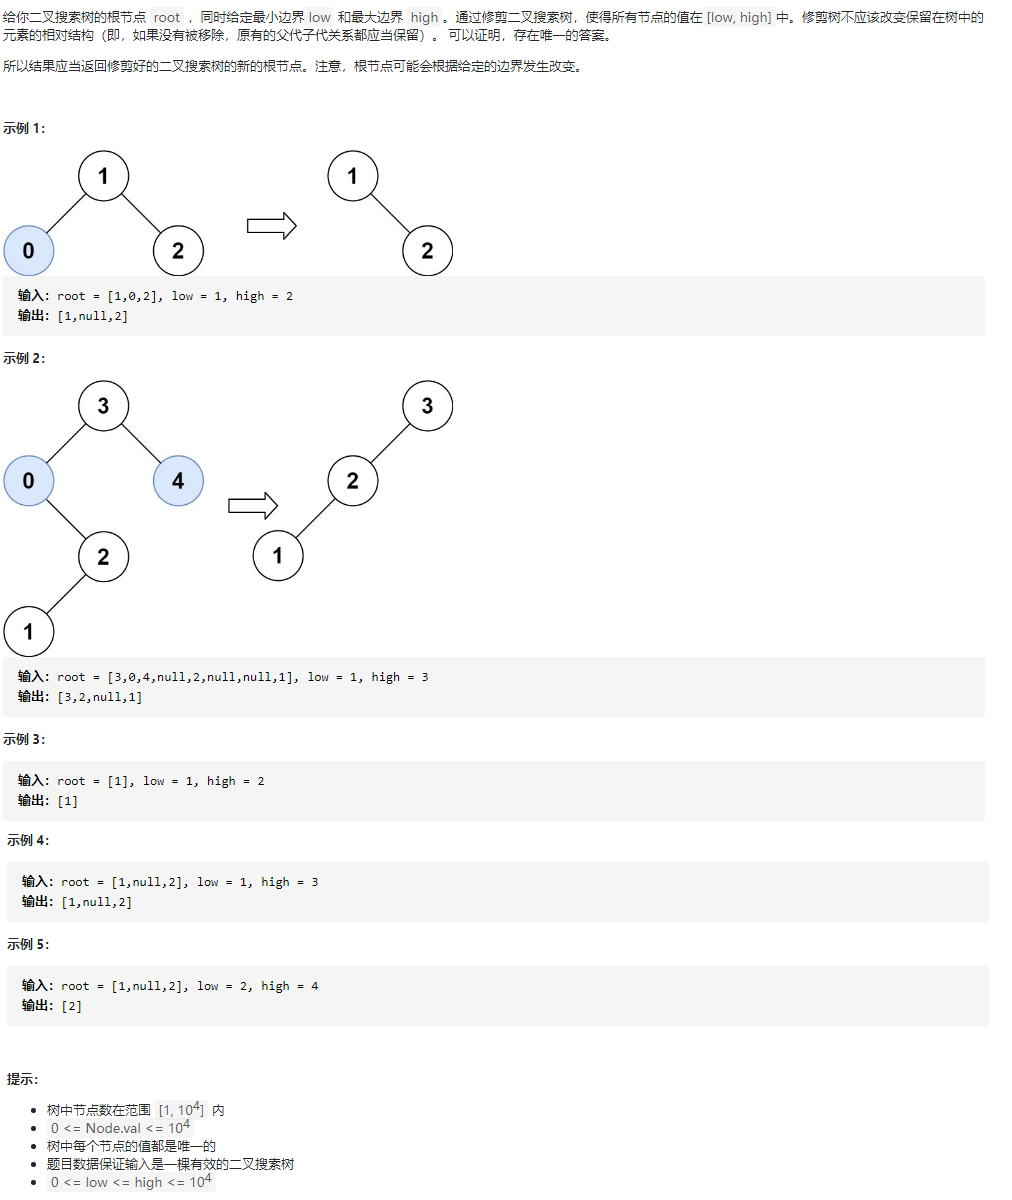 给你二叉搜索树的根节点 root ，同时给定最小边界 low 和最大边界 high 。通过修剪二叉搜索树，使得所有节点的值在 [low, high] 中。修剪树不应该改变保留在树中的
元素的相对结构（即，如果没有被移除，原有的父代子代关系都应当保留）。 可以证明，存在唯一的答案。
所以结果应当返回修剪好的二叉搜索树的新的根节点。注意，根节点可能会根据给定的边界发生改变。
示例 1：
1 1
0 2 2
输入：root = [1,0,2], low = 1, high = 2
输出：[1,null,2]
示例 2：
3 3
0 4 2
2 1
1
输入：root = [3,0,4,null,2,null,null,1], low = 1, high = 3
输出：[3,2,null,1]
示例 3：
输入：root = [1], low = 1, high = 2
输出：[1]
示例 4：
输入：root = [1,null,2], low = 1, high = 3
输出：[1,null,2]
示例 5：
输入：root = [1,null,2], low = 2, high = 4
输出：[2]
提示：
• 树中节点数在范围 [1, 10⁴] 内
• 0 <= Node.val <= 10⁴
• 树中每个节点的值都是唯一的
• 题目数据保证输入是一棵有效的二叉搜索树
• 0 <= low <= high <= 10⁴